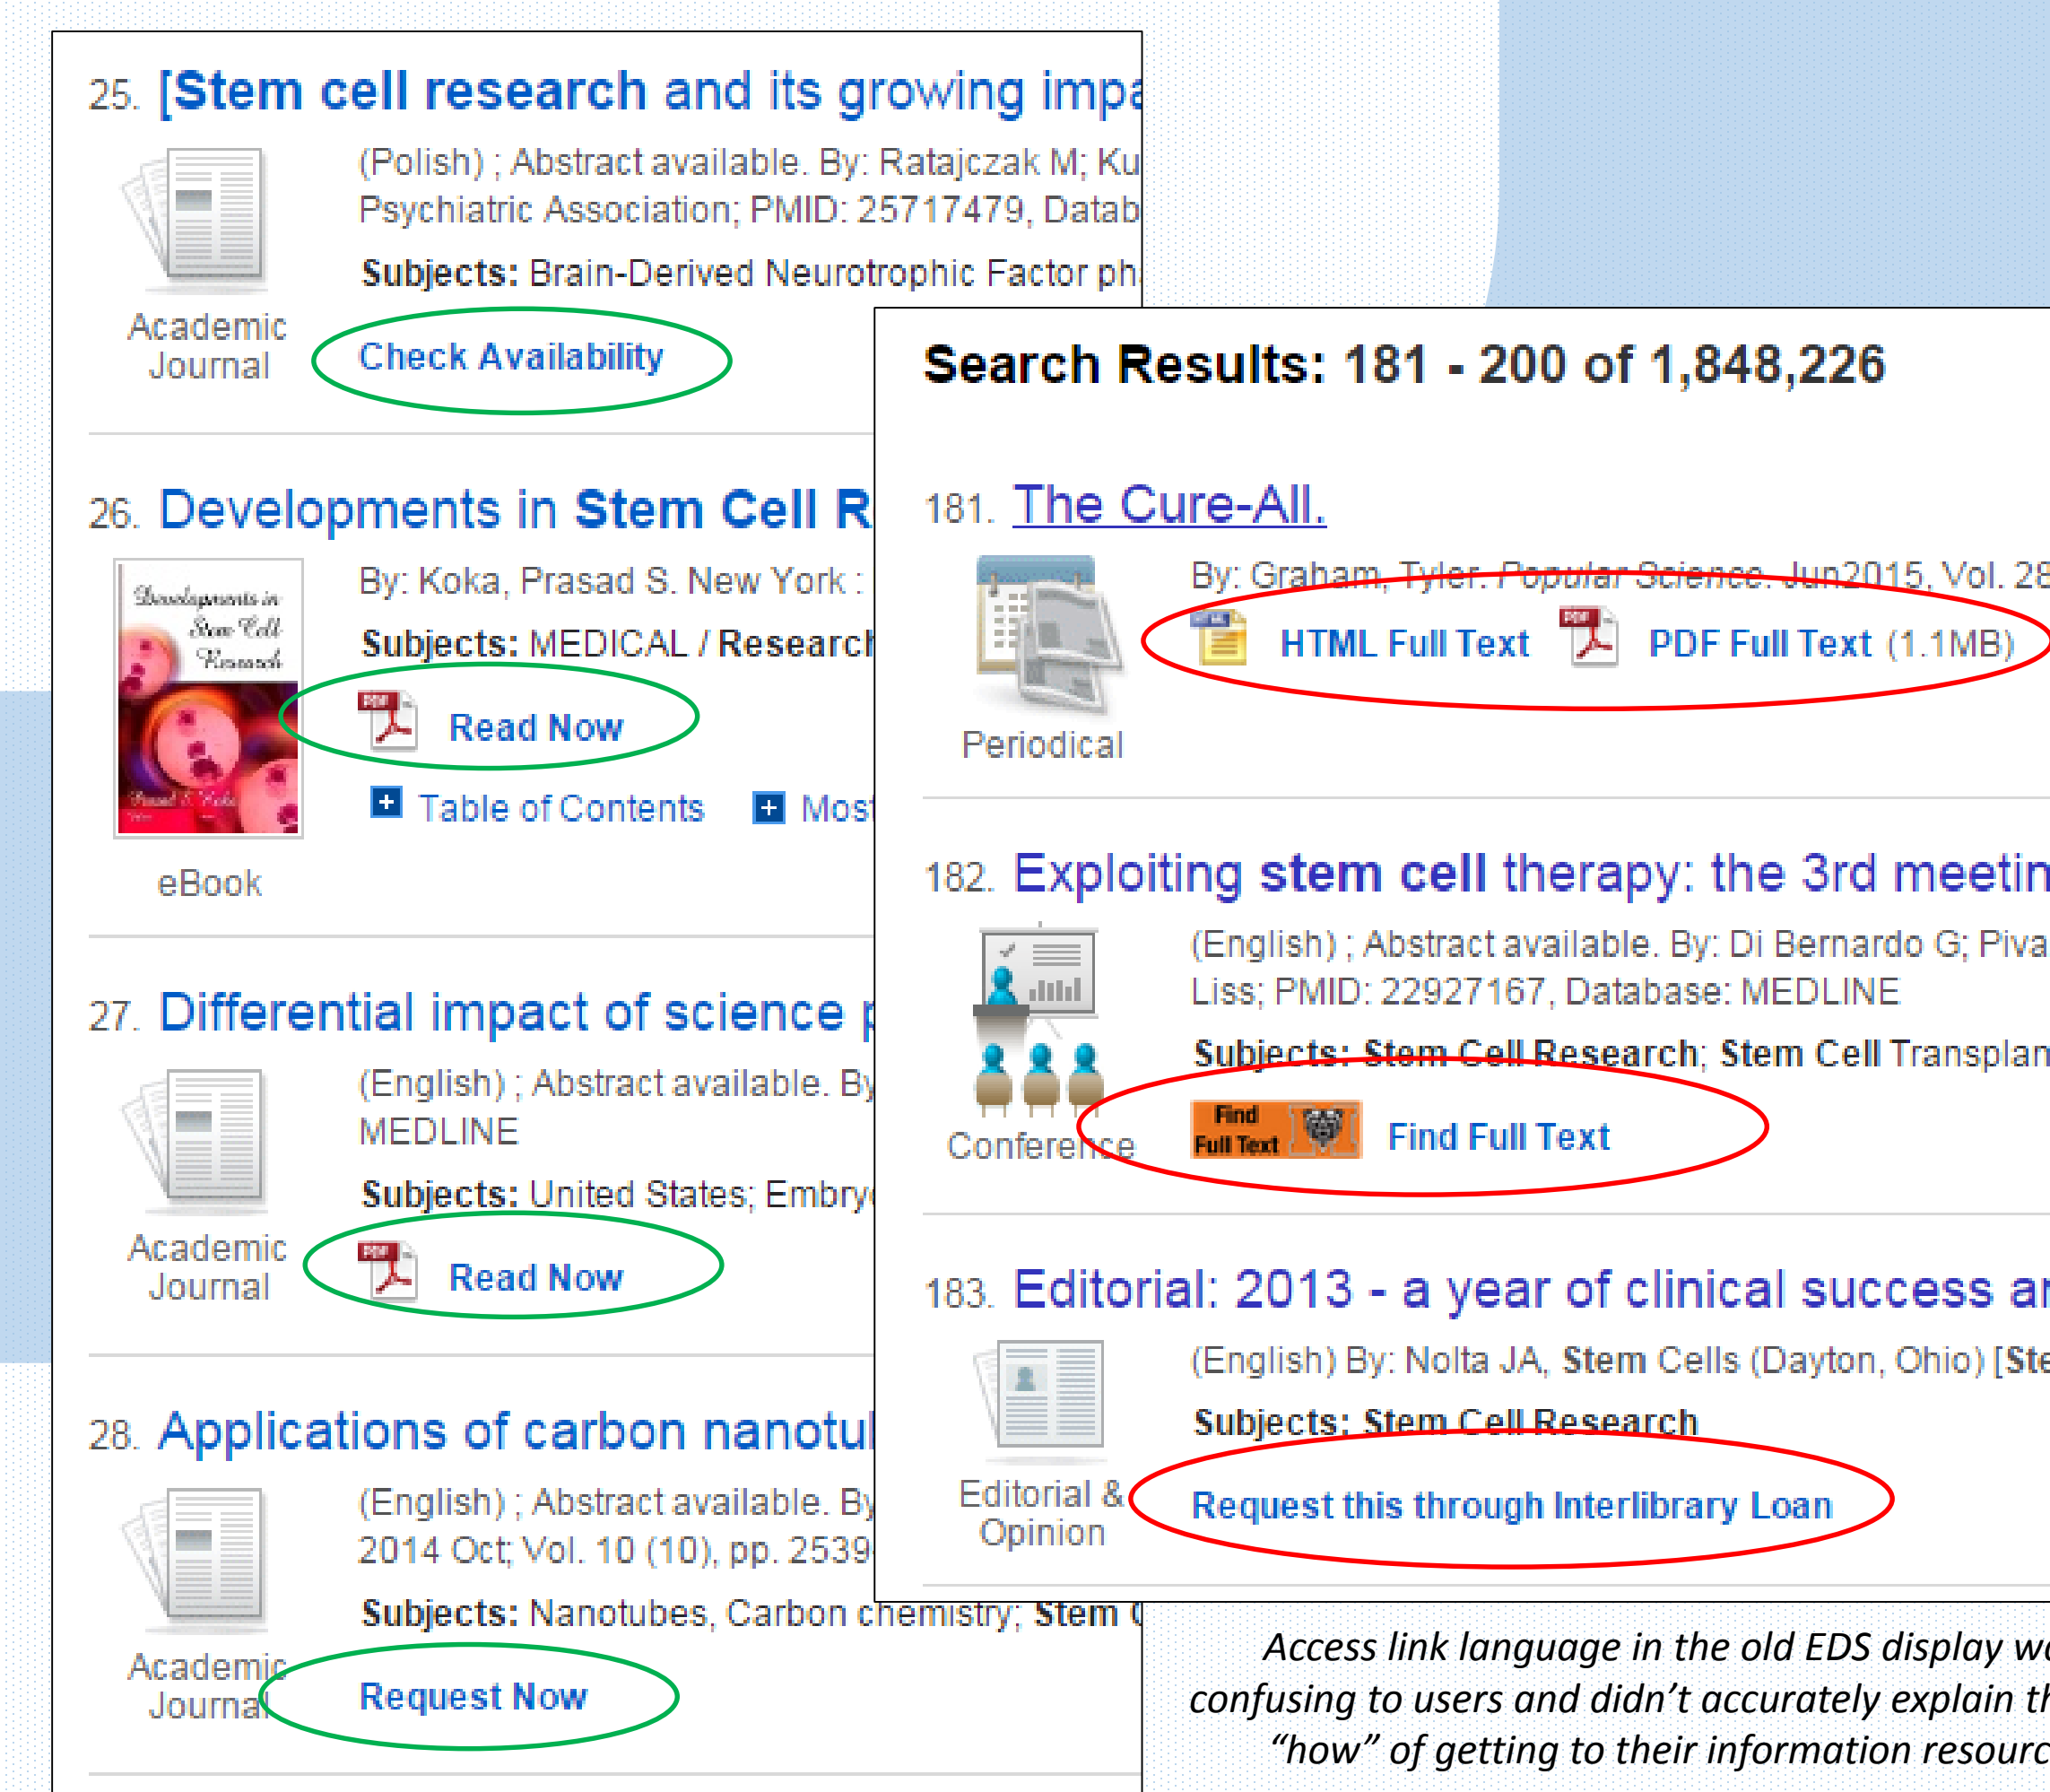 25. [Stem cell research and its growing impa
(Polish) ; Abstract available. By: Ratajczak M; Ku
Psychiatric Association; PMID: 25717479, Datab
Subjects: Brain-Derived Neurotrophic Factor ph
Academic
Journal
Check Availability
26. Developments in Stem Cell R
Developments in
Stem Cell
Research
By: Koka, Prasad S. New York :
Subjects: MEDICAL / Research
PDF
Read Now
Table of Contents
Most
eBook
27. Differential impact of science p
(English) ; Abstract available. By
MEDLINE
Subjects: United States; Embry
Academic
Journal
PDF
Read Now
28. Applications of carbon nanotu
(English) ; Abstract available. By
2014 Oct; Vol. 10 (10), pp. 2539
Subjects: Nanotubes, Carbon chemistry; Stem C
Academic
Journal
Request Now
Search Results: 181 - 200 of 1,848,226
181. The Cure-All.
By: Graham, Tyler. Popular Science. Jun2015, Vol. 28
HTML Full Text PDF PDF Full Text (1.1MB)
Periodical
182. Exploiting stem cell therapy: the 3rd meetin
(English) ; Abstract available. By: Di Bernardo G; Piva
Liss; PMID: 22927167, Database: MEDLINE
Subjects: Stem Cell Research; Stem Cell Transplan
Conference
Find
Full Text
Find Full Text
183. Editorial: 2013 - a year of clinical success a
(English) By: Nolta JA, Stem Cells (Dayton, Ohio) [Ste
Subjects: Stem Cell Research
Editorial &
Opinion
Request this through Interlibrary Loan
Access link language in the old EDS display w
confusing to users and didn't accurately explain th
"how" of getting to their information resourc